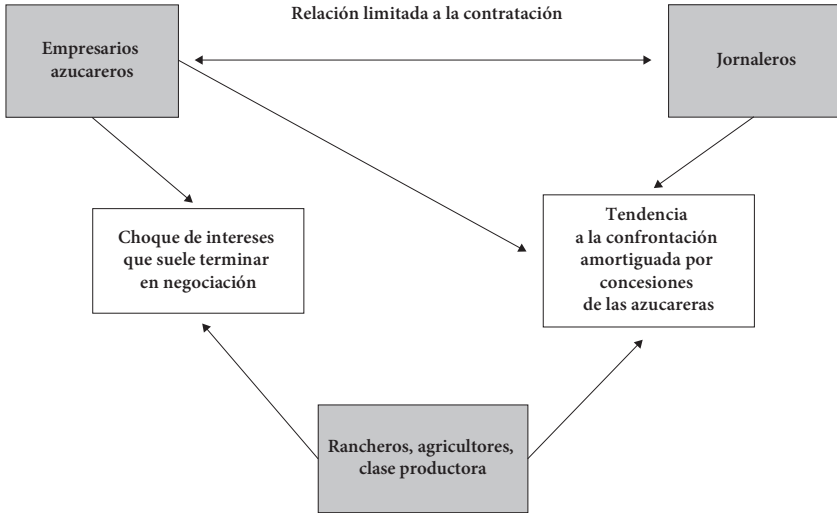 Relación limitada a la contratación
Empresarios
azucareros
Jornaleros
Choque de intereses
que suele terminar
en negociación
Tendencia
a la confrontación
amortiguada por
concesiones
de las azucareras
Rancheros, agricultores,
clase productora